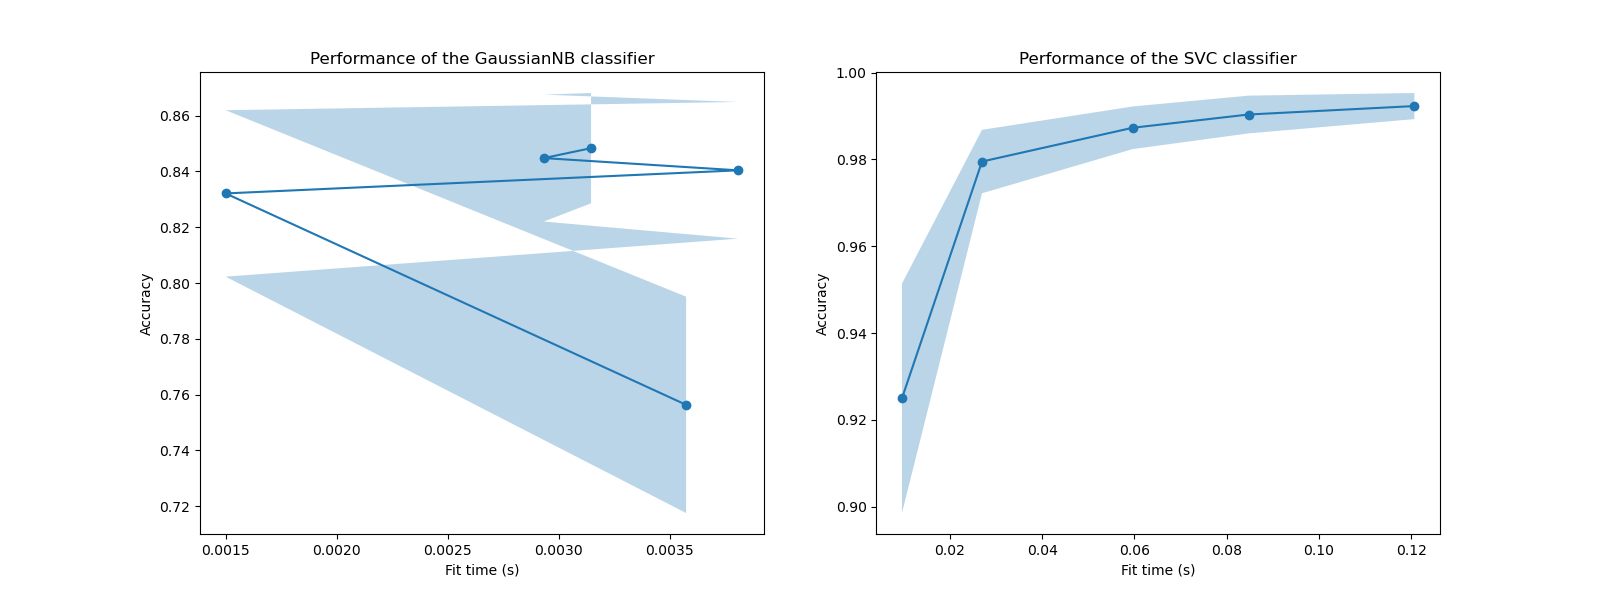 Performance of the GaussianNB classifier
Accuracy
0.86
0.84
0.82
0.80
0.78
0.76
0.74
0.72
0.0015 0.0020 0.0025 0.0030 0.0035
Fit time (s)
Performance of the SVC classifier
Accuracy
1.00
0.98
0.96
0.94
0.92
0.90
0.02 0.04 0.06 0.08 0.10 0.12
Fit time (s)